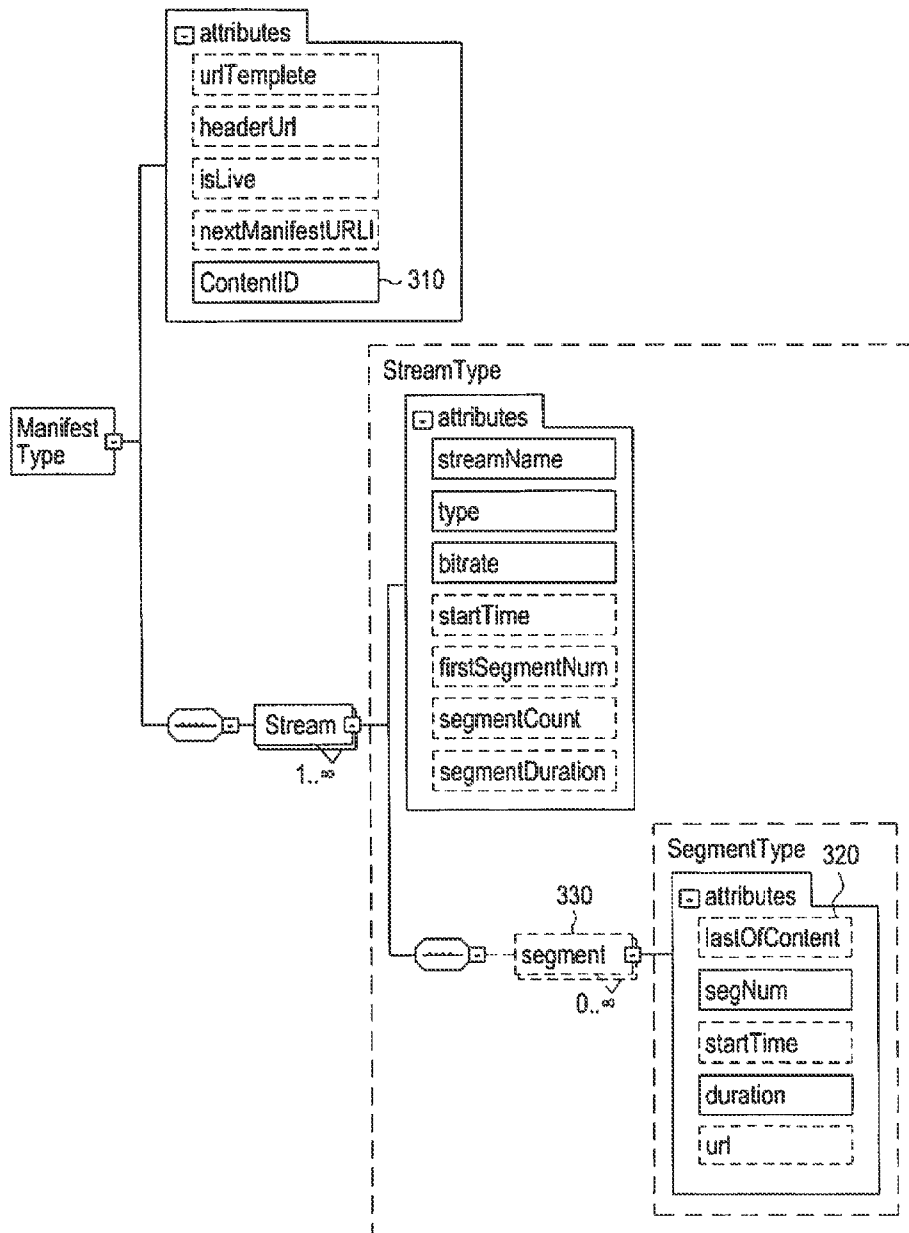 attributes
urlTemplete
headerUrl
isLive
nextManifestURLI
ContentID
310
StreamType
attributes
streamName
type
bitrate
startTime
firstSegmentNum
segmentCount
segmentDuration
Manifest
Type
Stream
1..∞
SegmentType
320
attributes
lastOfContent
segNum
startTime
duration
url
330
segment
0..∞